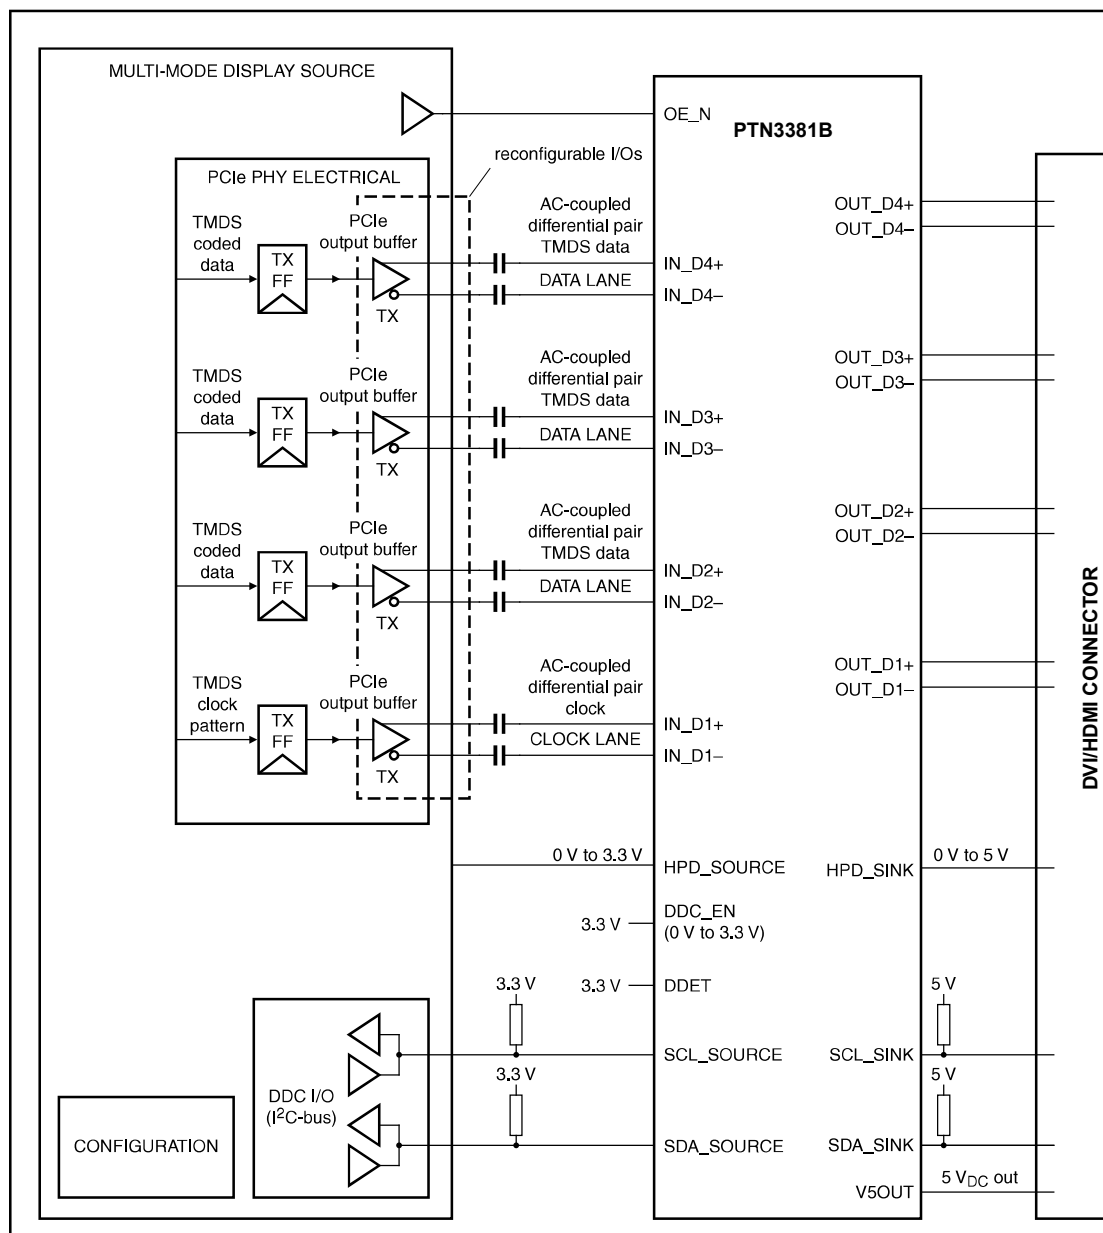 MULTI-MODE DISPLAY SOURCE
OE_N
PTN3381B
reconfigurable I/Os
PCIe PHY ELECTRICAL
TMDS
coded
data
TX
FF
PCIe
output buffer
TX
AC-coupled
differential pair
TMDS data
DATA LANE
IN_D4+
IN_D4−
OUT_D4+
OUT_D4−
TMDS
coded
data
TX
FF
PCIe
output buffer
TX
AC-coupled
differential pair
TMDS data
DATA LANE
IN_D3+
IN_D3−
OUT_D3+
OUT_D3−
TMDS
coded
data
TX
FF
PCIe
output buffer
TX
AC-coupled
differential pair
TMDS data
DATA LANE
IN_D2+
IN_D2−
OUT_D2+
OUT_D2−
TMDS
clock
pattern
TX
FF
PCIe
output buffer
TX
AC-coupled
differential pair
clock
CLOCK LANE
IN_D1+
IN_D1−
OUT_D1+
OUT_D1−
DVI/HDMI CONNECTOR
0 V to 3.3 V
HPD_SOURCE
HPD_SINK
0 V to 5 V
3.3 V
DDC_EN
(0 V to 3.3 V)
3.3 V
DDET
3.3 V
5 V
SCL_SOURCE
SCL_SINK
3.3 V
5 V
SDA_SOURCE
SDA_SINK
DDC I/O
(I²C-bus)
CONFIGURATION
V5OUT
5 VDC out